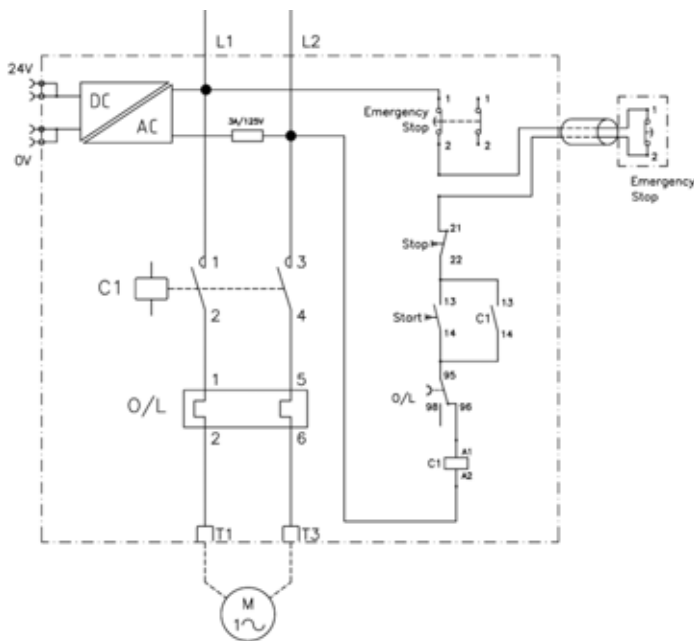 L1
L2
24V
DC
AC
0V
3A/125V
Emergency
Stop
1
1
2
2
1
2
Emergency
Stop
Stop
21
22
Start
13
14
C1
13
14
C1
1
3
2
4
O/L
95
98
96
O/L
1
5
2
6
C1
A1
A2
T1
T3
M
1